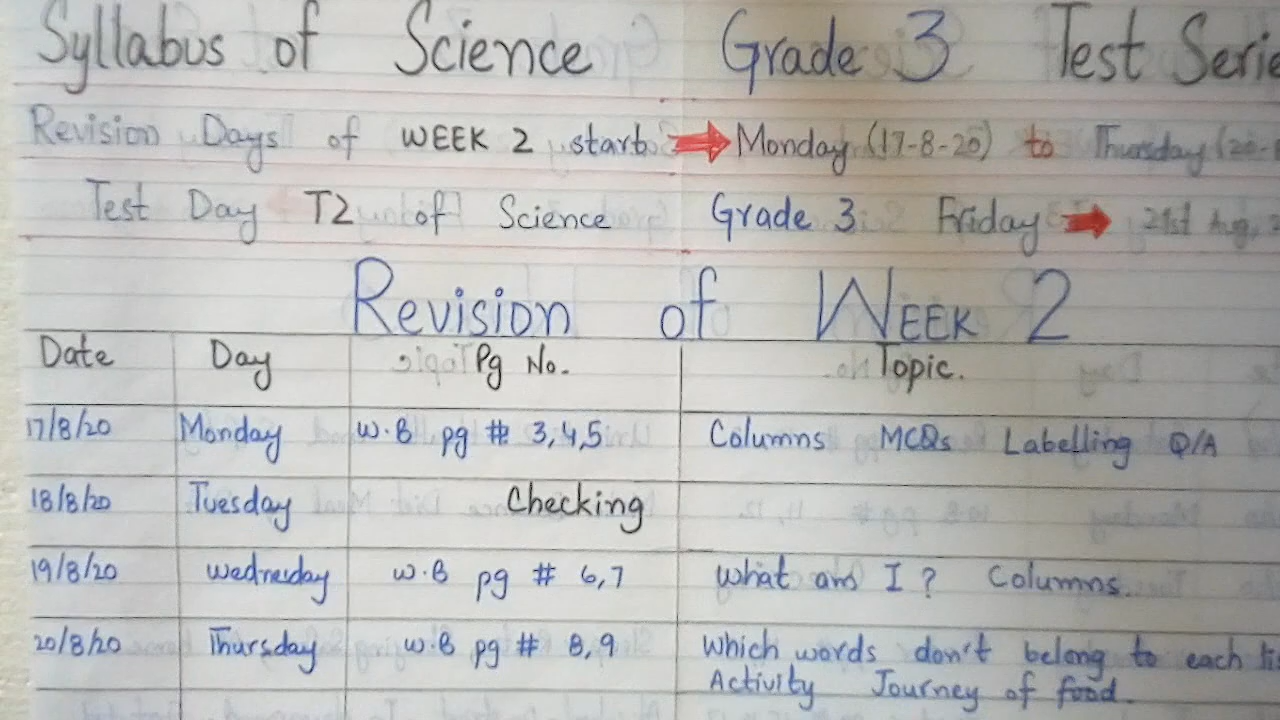 Syllabus of Science Grade 3 Test Serie
Revision Days of WEEK 2 start Monday (17-8-20) to Thursday (20-
Test Day T2 of Science Grade 3 Friday 21st Aug,
Revision of WEEK 2
Date Day Pg No. Topic.
17/8/20 Monday W.B pg # 3,4,5 Columns MCQs Labelling Q/A
18/8/20 Tuesday Checking
19/8/20 Wednesday W.B pg # 6,7 What am I? Columns.
20/8/20 Thursday W.B pg # 8,9 Which words don't belong to each li
Activity Journey of food.